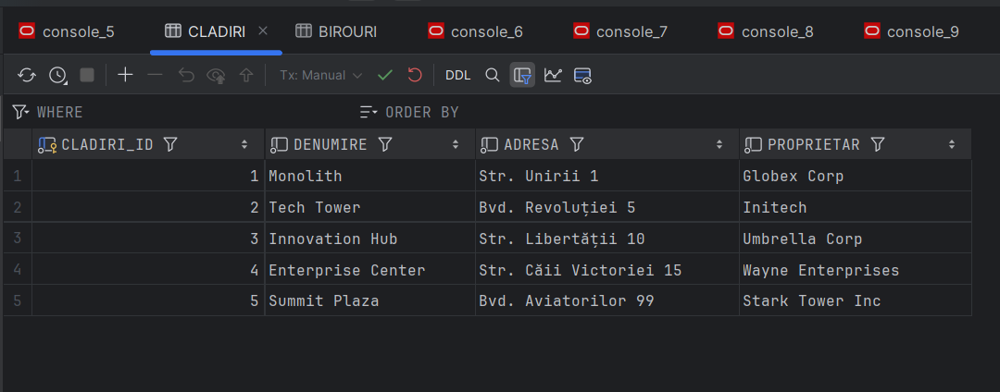 console_5 CLADIRI BIROURI console_6 console_7 console_8 console_9
Tx: Manual DDL
WHERE ORDER BY
CLADIRI_ID DENUMIRE ADRESA PROPRIETAR
1 1 Monolith Str. Unirii 1 Globex Corp
2 2 Tech Tower Bvd. Revoluției 5 Initech
3 3 Innovation Hub Str. Libertății 10 Umbrella Corp
4 4 Enterprise Center Str. Căii Victoriei 15 Wayne Enterprises
5 5 Summit Plaza Bvd. Aviatorilor 99 Stark Tower Inc